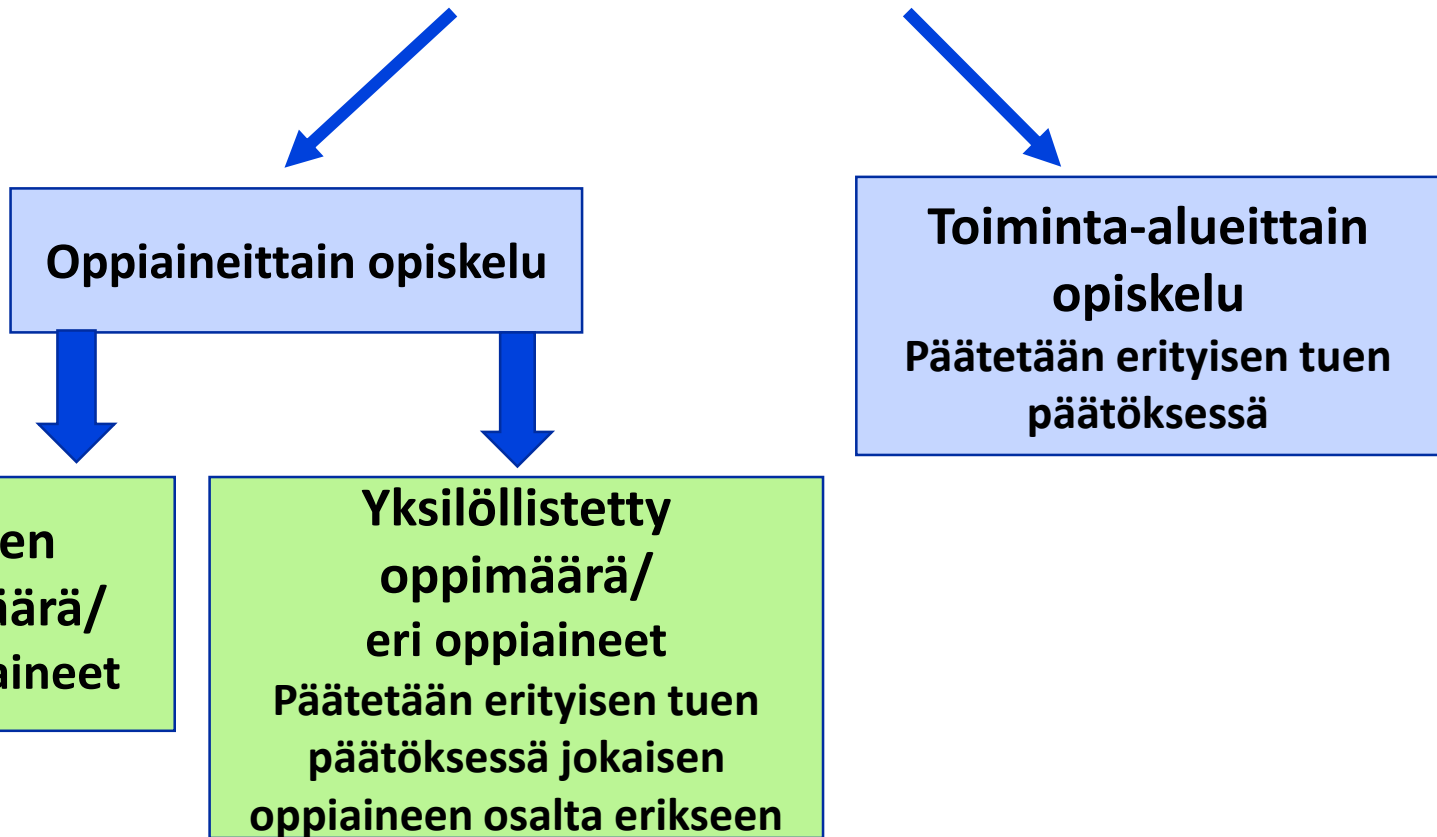 Oppiaineittain opiskelu
Toiminta-alueittain
opiskelu
Päätetään erityisen tuen
päätöksessä
Yksilöllistetty
oppimäärä/
eri oppiaineet
Päätetään erityisen tuen
päätöksessä jokaisen
oppiaineen osalta erikseen